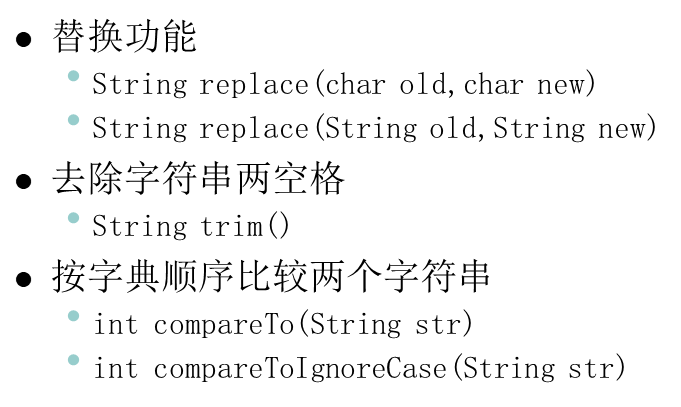 替换功能
String replace(char old,char new)
String replace(String old,String new)
去除字符串两空格
String trim()
按字典顺序比较两个字符串
int compareTo(String str)
int compareToIgnoreCase(String str)